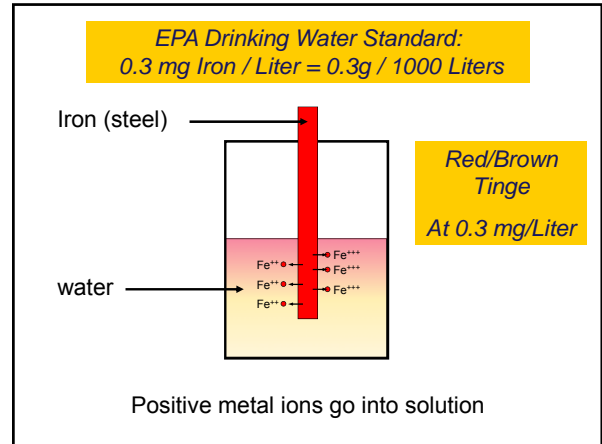 EPA Drinking Water Standard:
0.3 mg Iron / Liter = 0.3g / 1000 Liters
Iron (steel)
Red/Brown
Tinge
At 0.3 mg/Liter
Fe⁺⁺⁺
Fe⁺⁺
Fe⁺⁺⁺
Fe⁺⁺
Fe⁺⁺⁺
Fe⁺⁺
water
Positive metal ions go into solution